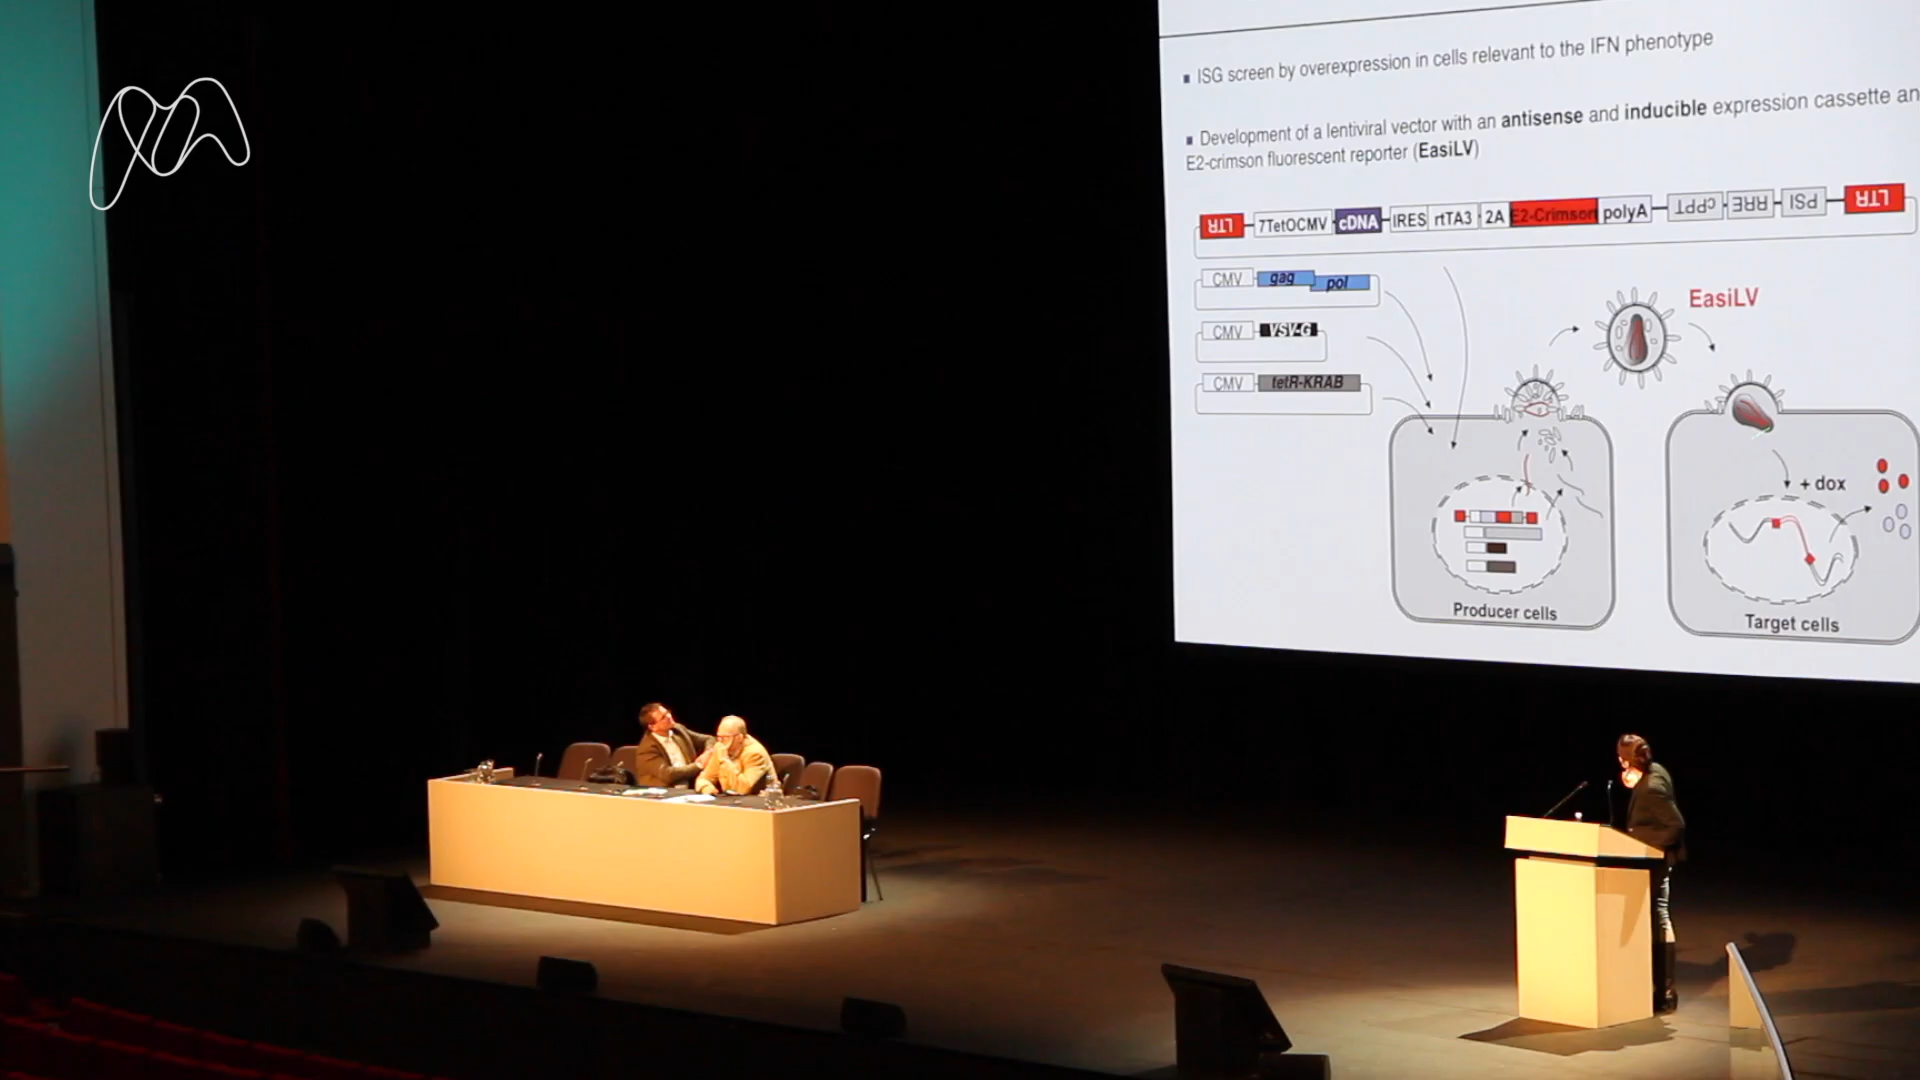 ▪ ISG screen by overexpression in cells relevant to the IFN phenotype
▪ Development of a lentiviral vector with an antisense and inducible expression cassette an
E2-crimson fluorescent reporter (EasiLV)
LTR 7TetOCMV cDNA IRES rtTA3 2A E2-Crimson polyA cPPT RRE PSI LTR
CMV gag pol
EasiLV
CMV VSV-G
CMV tetR-KRAB
+ dox
Producer cells
Target cells